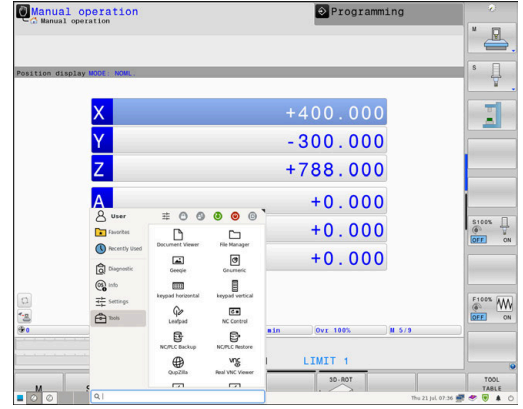 Manual operation
Manual operation
Programming
Position display MODE: NOML.
X +400.000
Y -300.000
Z +788.000
A +0.000
+0.000
+0.000
User
Favorites
Recently Used
Diagnostic
Info
Settings
Tools
Document Viewer
File Manager
Geeqie
Gnumeric
keypad horizontal
keypad vertical
Leafpad
NC Control
NC/PLC Backup
NC/PLC Restore
QupZilla
Real VNC Viewer
M
S
S100%
OFF ON
F100%
OFF ON
0
min
Ovr 100%
M 5/9
LIMIT 1
M
S
3D-ROT
TOOL
TABLE
Thu 21 Jul, 07:36